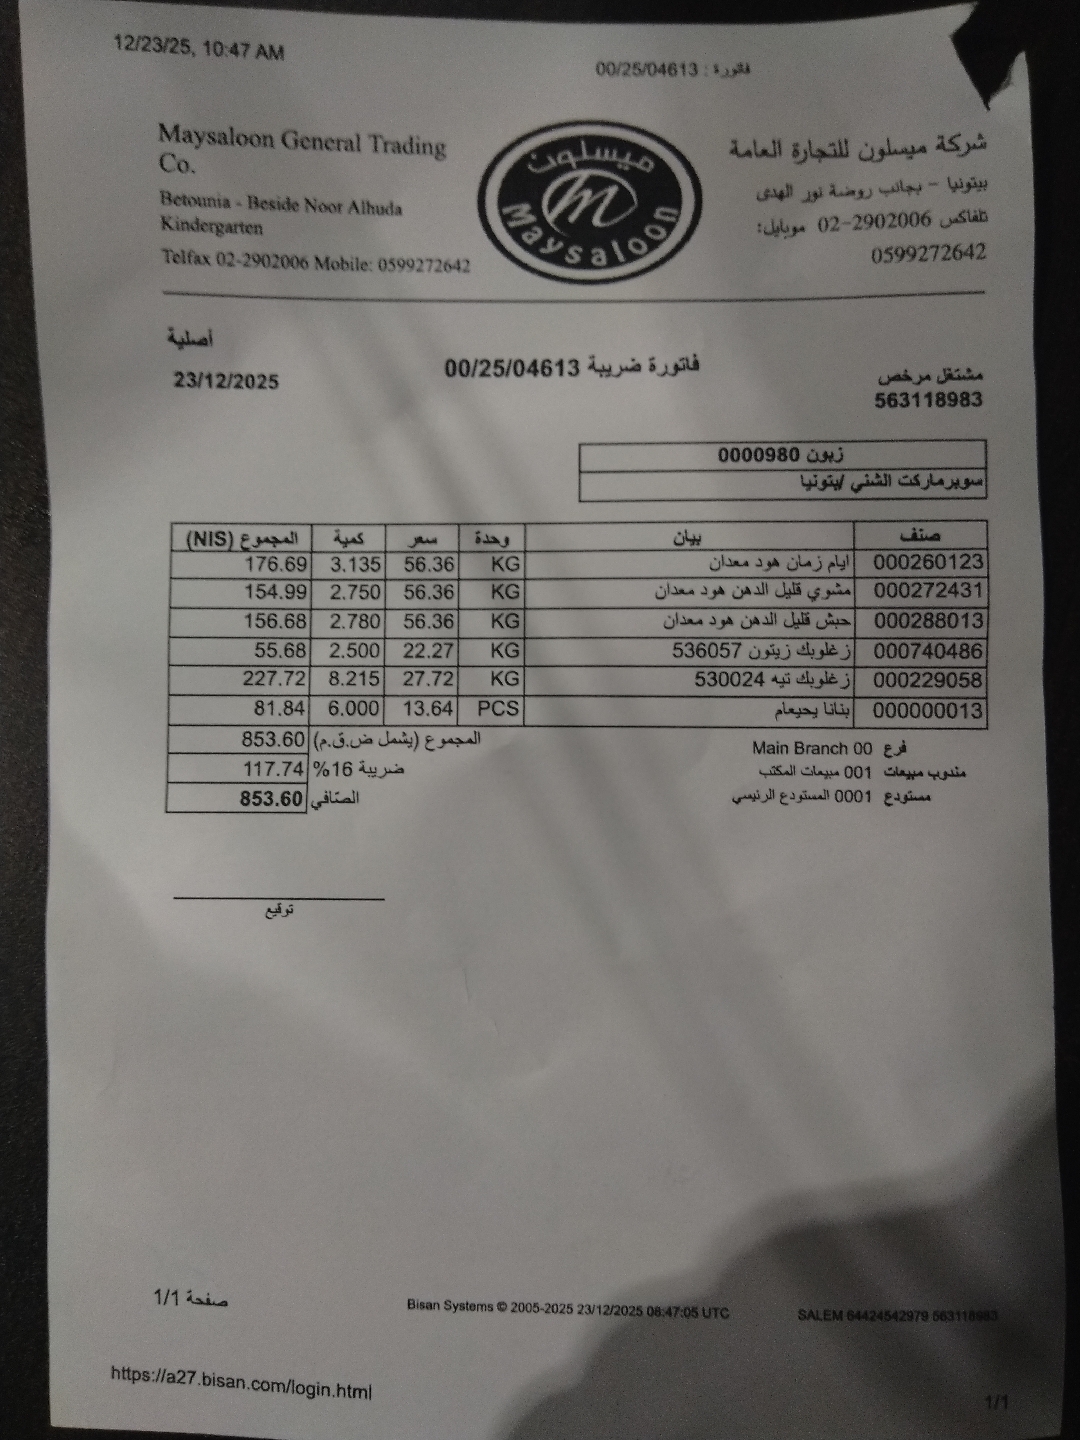 12/23/25, 10:47 AM
فاتورة : 00/25/04613
Maysaloon General Trading
Co.
Betounia - Beside Noor Alhuda
Kindergarten
Telfax 02-2902006 Mobile: 0599272642
ميسلون
Maysaloon
شركة ميسلون للتجارة العامة
بيتونيا - بجانب روضة نور الهدى
تلفاكس 02-2902006 موبايل:
0599272642
أصلية
23/12/2025
فاتورة ضريبة 00/25/04613
مشتغل مرخص
563118983
زبون 0000980
سوبرماركت الشني /بتونيا
صنف بيان وحدة سعر كمية المجموع (NIS)
000260123 ايام زمان هود معدان KG 56.36 3.135 176.69
000272431 مشوي قليل الدهن هود معدان KG 56.36 2.750 154.99
000288013 حبش قليل الدهن هود معدان KG 56.36 2.780 156.68
000740486 زغلوبك زيتون 536057 KG 22.27 2.500 55.68
000229058 زغلوبك تيه 530024 KG 27.72 8.215 227.72
000000013 بنانا يحيعام PCS 13.64 6.000 81.84
المجموع (يشمل ض.ق.م) 853.60
ضريبة 16% 117.74
الصّافي 853.60
فرع 00 Main Branch
مندوب مبيعات 001 مبيعات المكتب
مستودع 0001 المستودع الرئيسي
توقيع
صفحة 1/1
Bisan Systems © 2005-2025 23/12/2025 08:47:05 UTC
SALEM 64424542979 563118983
https://a27.bisan.com/login.html
1/1